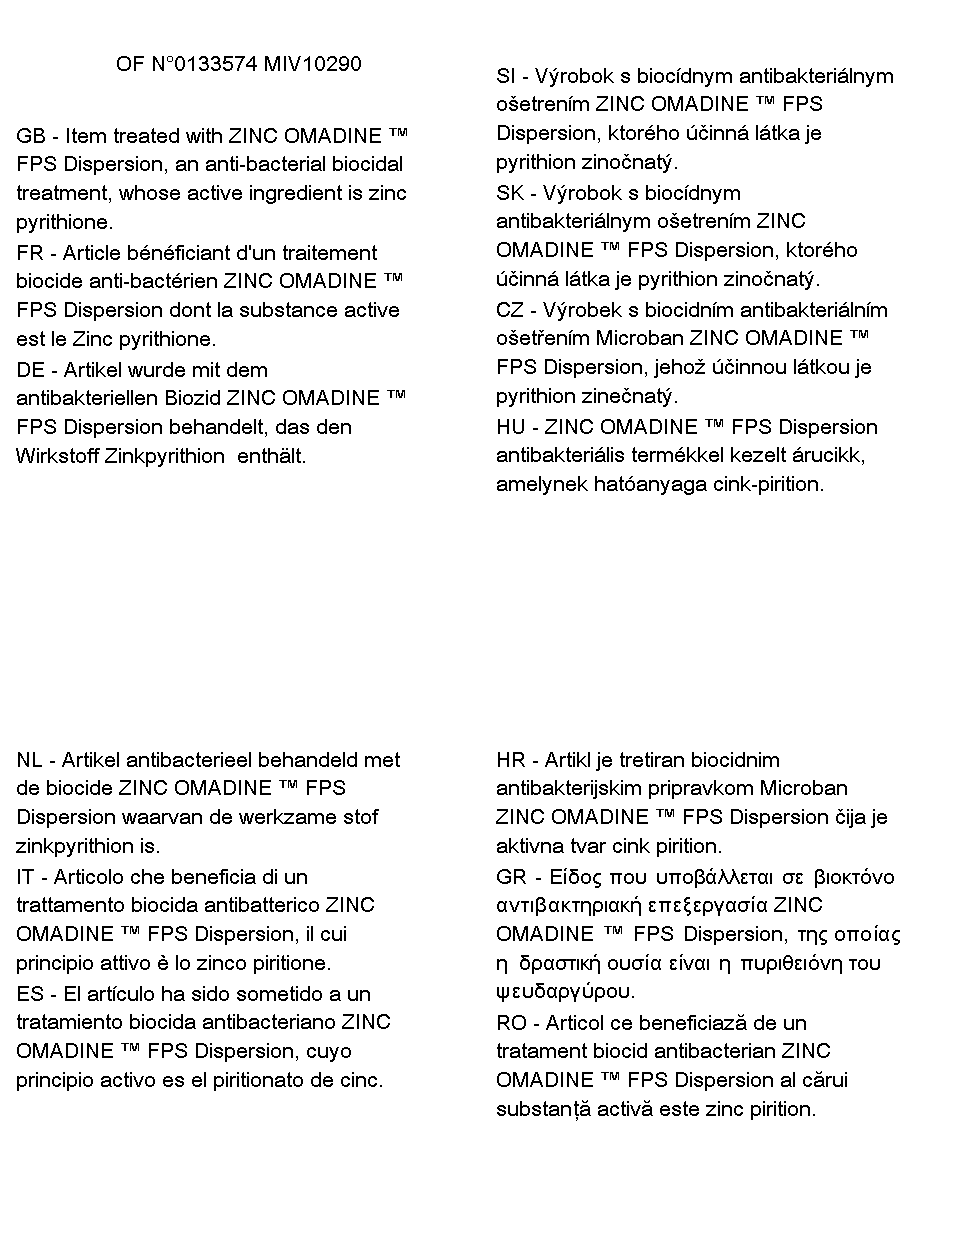 OF N°0133574 MIV10290
GB - Item treated with ZINC OMADINE ™
FPS Dispersion, an anti-bacterial biocidal
treatment, whose active ingredient is zinc
pyrithione.
FR - Article bénéficiant d'un traitement
biocide anti-bactérien ZINC OMADINE ™
FPS Dispersion dont la substance active
est le Zinc pyrithione.
DE - Artikel wurde mit dem
antibakteriellen Biozid ZINC OMADINE ™
FPS Dispersion behandelt, das den
Wirkstoff Zinkpyrithion  enthält.
SI - Výrobok s biocídnym antibakteriálnym
ošetrením ZINC OMADINE ™ FPS
Dispersion, ktorého účinná látka je
pyrithion zinočnatý.
SK - Výrobok s biocídnym
antibakteriálnym ošetrením ZINC
OMADINE ™ FPS Dispersion, ktorého
účinná látka je pyrithion zinočnatý.
CZ - Výrobek s biocidním antibakteriálním
ošetřením Microban ZINC OMADINE ™
FPS Dispersion, jehož účinnou látkou je
pyrithion zinečnatý.
HU - ZINC OMADINE ™ FPS Dispersion
antibakteriális termékkel kezelt árucikk,
amelynek hatóanyaga cink-pirition.
NL - Artikel antibacterieel behandeld met
de biocide ZINC OMADINE ™ FPS
Dispersion waarvan de werkzame stof
zinkpyrithion is.
IT - Articolo che beneficia di un
trattamento biocida antibatterico ZINC
OMADINE ™ FPS Dispersion, il cui
principio attivo è lo zinco piritione.
ES - El artículo ha sido sometido a un
tratamiento biocida antibacteriano ZINC
OMADINE ™ FPS Dispersion, cuyo
principio activo es el piritionato de cinc.
HR - Artikl je tretiran biocidnim
antibakterijskim pripravkom Microban
ZINC OMADINE ™ FPS Dispersion čija je
aktivna tvar cink pirition.
GR - Είδος που υποβάλλεται σε βιοκτόνο
αντιβακτηριακή επεξεργασία ZINC
OMADINE ™ FPS Dispersion, της οποίας
η δραστική ουσία είναι η πυριθειόνη του
ψευδαργύρου.
RO - Articol ce beneficiază de un
tratament biocid antibacterian ZINC
OMADINE ™ FPS Dispersion al cărui
substanță activă este zinc pirition.